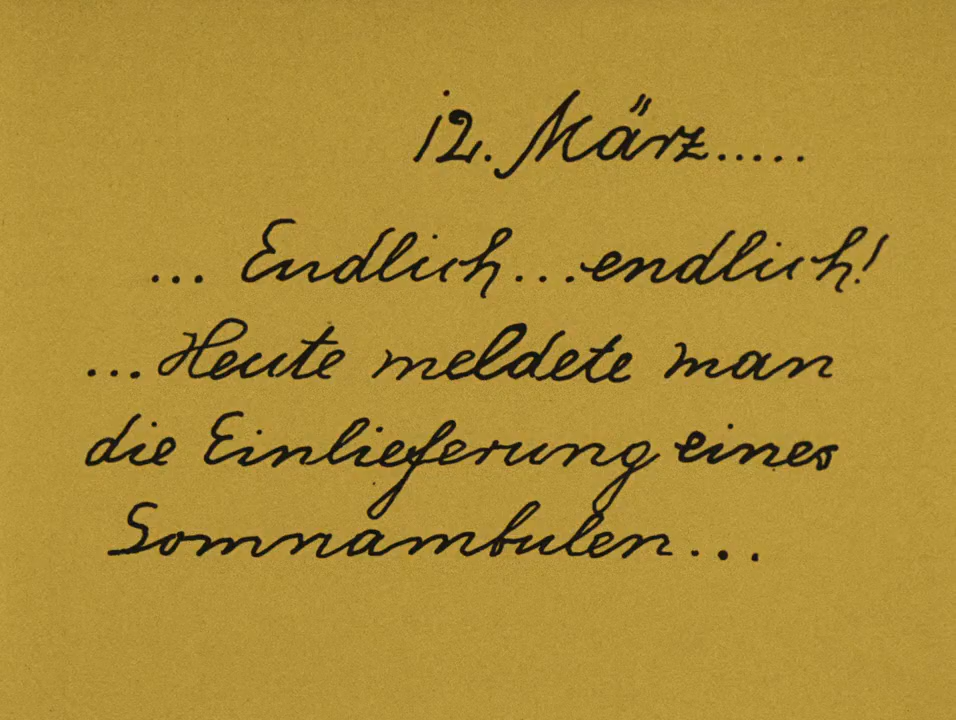 12. März.....
... Endlich...endlich!
...Heute meldete man
die Einlieferung eines
Somnambulen...